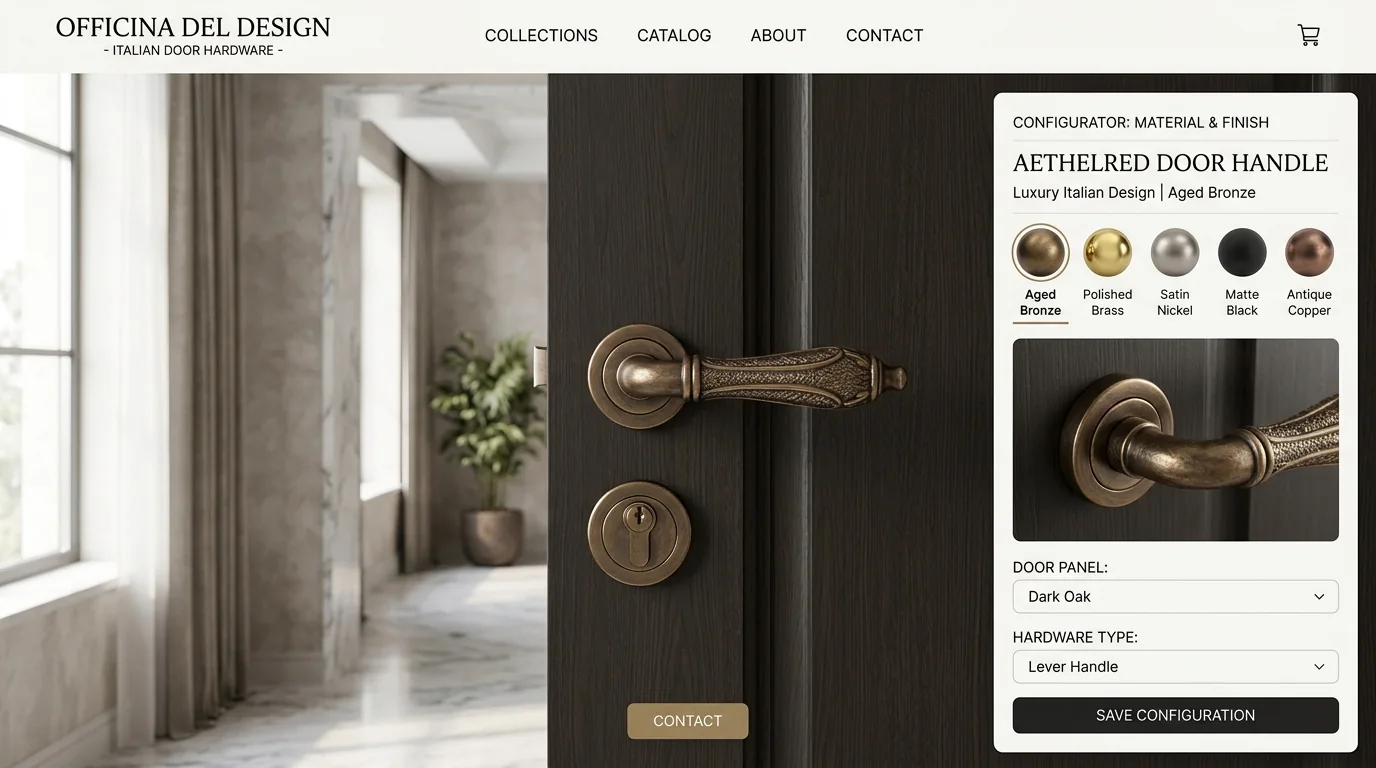 OFFICINA DEL DESIGN
- ITALIAN DOOR HARDWARE -
COLLECTIONS
CATALOG
ABOUT
CONTACT
CONFIGURATOR: MATERIAL & FINISH
AETHELRED DOOR HANDLE
Luxury Italian Design | Aged Bronze
Aged
Bronze
Polished
Brass
Satin
Nickel
Matte
Black
Antique
Copper
DOOR PANEL:
Dark Oak
HARDWARE TYPE:
Lever Handle
SAVE CONFIGURATION
CONTACT